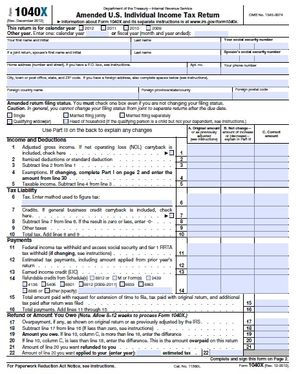 Form 1040X
Department of the Treasury—Internal Revenue Service
Amended U.S. Individual Income Tax Return
OMB No. 1545-0074
(Rev. December 2012)
▶ Information about Form 1040X and its separate instructions is at www.irs.gov/form1040x.
This return is for calendar year 2012 2011 2010 2009
Other year. Enter one: calendar year or fiscal year (month and year ended):
Your first name and initial Last name Your social security number
If a joint return, spouse's first name and initial Last name Spouse's social security number
Home address (number and street). If you have a P.O. box, see instructions. Apt. no. Your phone number
City, town or post office, state, and ZIP code. If you have a foreign address, also complete spaces below (see instructions).
Foreign country name Foreign province/state/county Foreign postal code
Amended return filing status. You must check one box even if you are not changing your filing status.
Caution. In general, you cannot change your filing status from joint to separate returns after the due date.
Single Married filing jointly Married filing separately
Qualifying widow(er) Head of household (If the qualifying person is a child but not your dependent, see instructions.)
Use Part III on the back to explain any changes
A. Original amount or as previously adjusted (see instructions)
B. Net change— amount of increase or (decrease)— explain in Part III
C. Correct amount
Income and Deductions
1 Adjusted gross income. If net operating loss (NOL) carryback is included, check here ▶ 1
2 Itemized deductions or standard deduction 2
3 Subtract line 2 from line 1 3
4 Exemptions. If changing, complete Part I on page 2 and enter the amount from line 30 4
5 Taxable income. Subtract line 4 from line 3 5
Tax Liability
6 Tax. Enter method used to figure tax: 6
7 Credits. If general business credit carryback is included, check here ▶ 7
8 Subtract line 7 from line 6. If the result is zero or less, enter -0- 8
9 Other taxes 9
10 Total tax. Add lines 8 and 9 10
Payments
11 Federal income tax withheld and excess social security and tier 1 RRTA tax withheld (if changing, see instructions) 11
12 Estimated tax payments, including amount applied from prior year's return 12
13 Earned income credit (EIC) 13
14 Refundable credits from
15 Total amount paid with request for extension of time to file, tax paid with original return, and additional tax paid after return was filed 15
16 Total payments. Add lines 11 through 15 16
Refund or Amount You Owe (Note. Allow 8–12 weeks to process Form 1040X.)
17 Overpayment, if any, as shown on original return or as previously adjusted by the IRS 17
18 Subtract line 17 from line 16 (If less than zero, see instructions) 18
19 Amount you owe. If line 10, column C, is more than line 18, enter the difference 19
20 If line 10, column C, is less than line 18, enter the difference. This is the amount overpaid on this return 20
21 Amount of line 20 you want refunded to you 21
22 Amount of line 20 you want applied to your (enter year): estimated tax 22
Complete and sign this form on Page 2.
For Paperwork Reduction Act Notice, see instructions. Cat. No. 11360L Form 1040X (Rev. 12-2012)